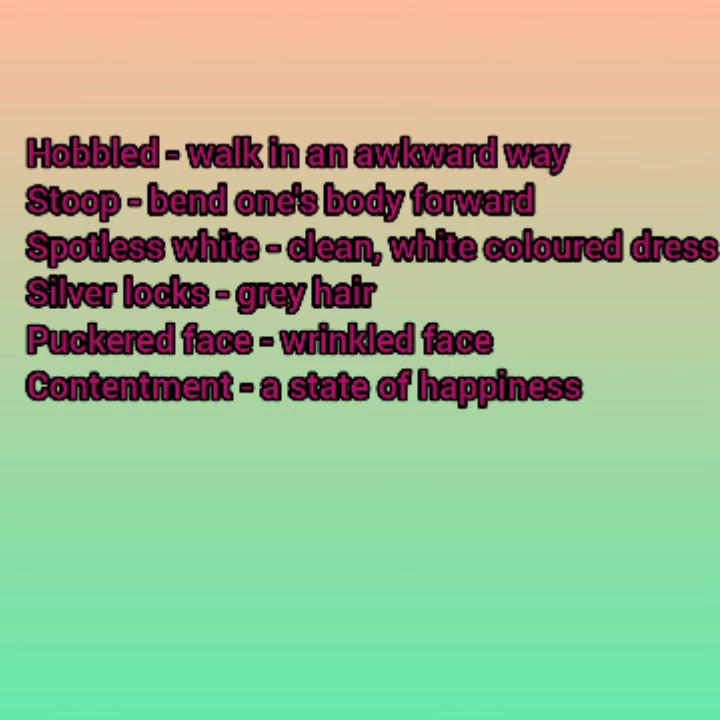 Hobbled - walk in an awkward way
Stoop - bend one's body forward
Spotless white - clean, white coloured dress
Silver locks - grey hair
Puckered face - wrinkled face
Contentment - a state of happiness